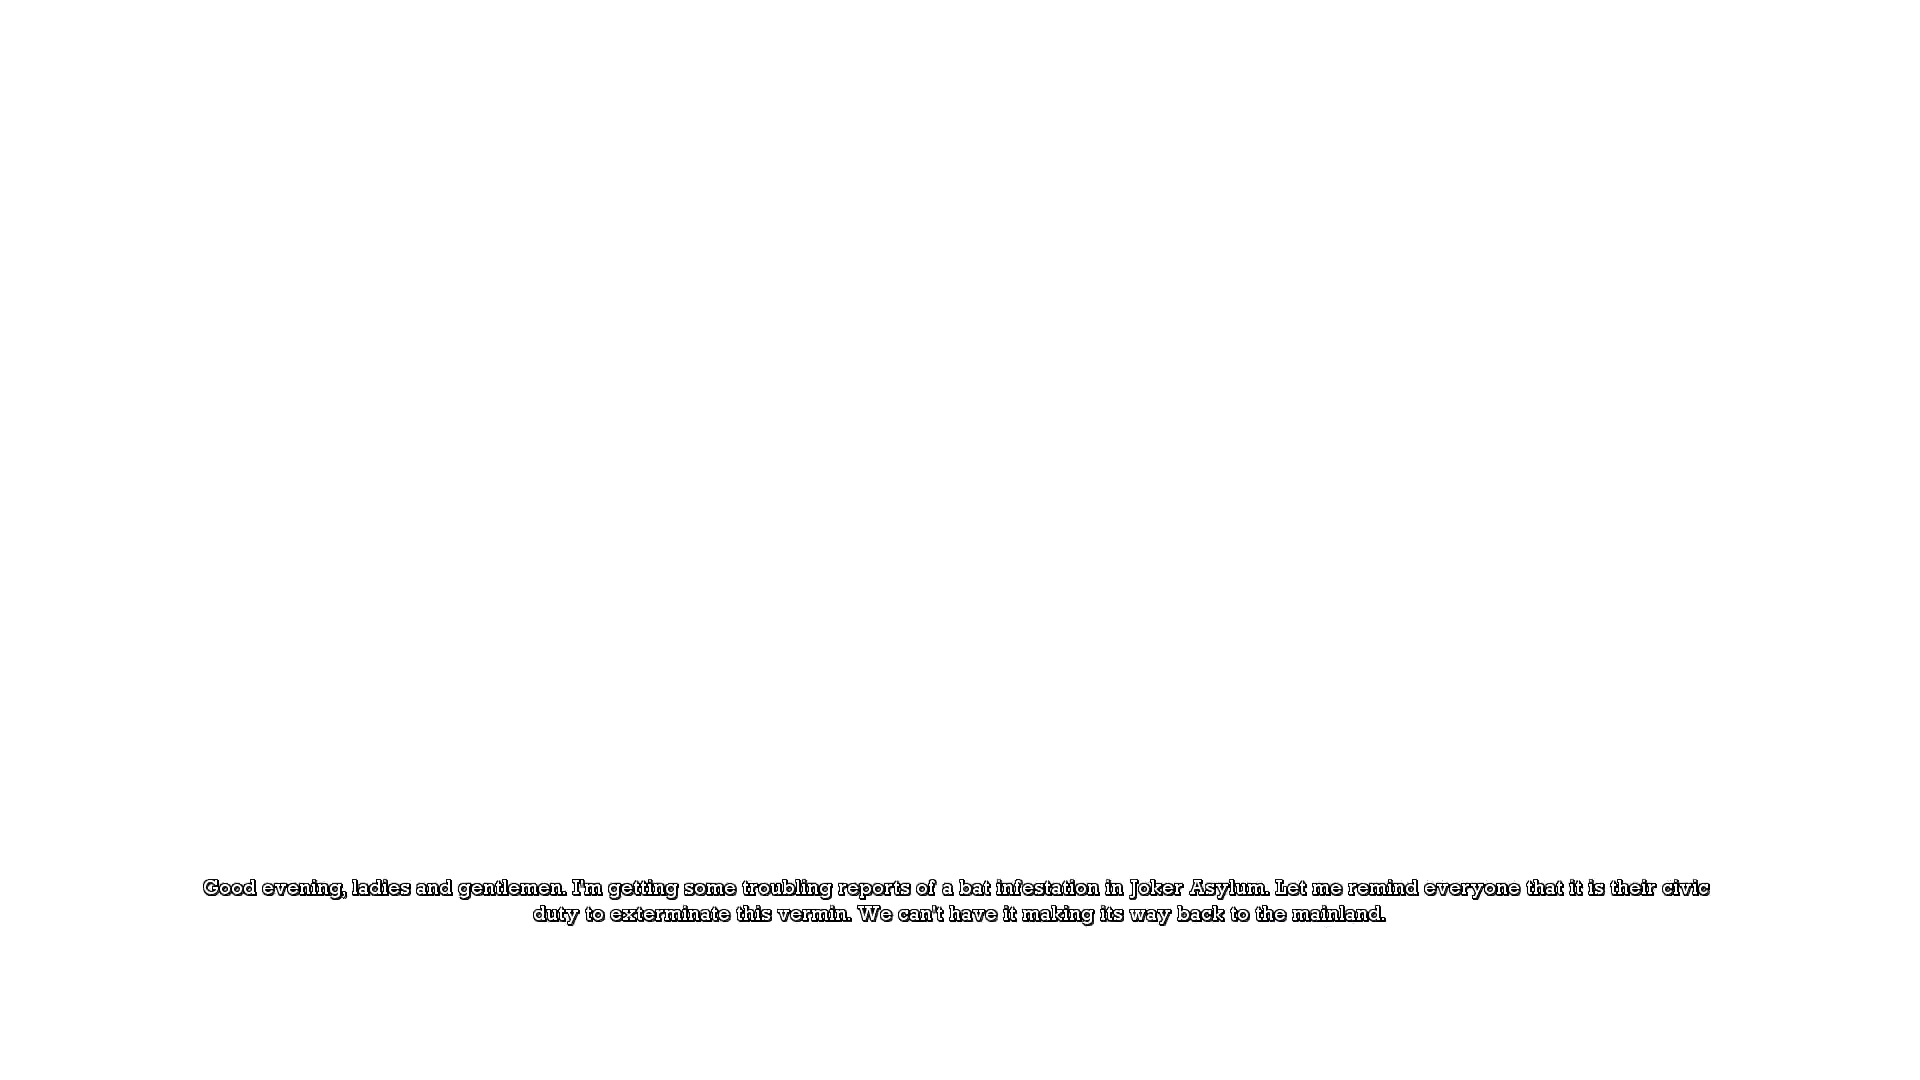 Good evening, ladies and gentlemen. I'm getting some troubling reports of a bat infestation in Joker Asylum. Let me remind everyone that it is their civic
duty to exterminate this vermin. We can't have it making its way back to the mainland.